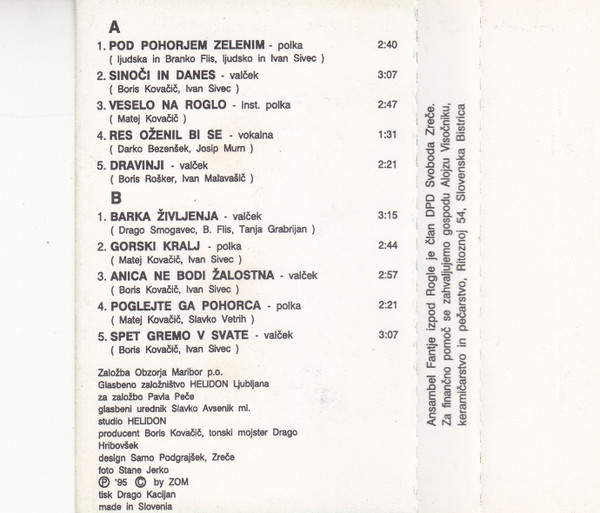 A
1. POD POHORJEM ZELENIM - polka 2:40
( ljudska in Branko Flis, ljudsko in Ivan Sivec )
2. SINOČI IN DANES - valček 3:07
( Boris Kovačič, Ivan Sivec )
3. VESELO NA ROGLO - inst. polka 2:47
( Matej Kovačič )
4. RES OŽENIL BI SE - vokalna 1:31
( Darko Bezenšek, Josip Murn )
5. DRAVINJI - valček 2:21
( Boris Rošker, Ivan Malavašič )
B
1. BARKA ŽIVLJENJA - valček 3:15
( Drago Smogavec, B. Flis, Tanja Grabrijan )
2. GORSKI KRALJ - polka 2:44
( Matej Kovačič, Ivan Sivec )
3. ANICA NE BODI ŽALOSTNA - valček 2:57
( Boris Kovačič, Ivan Sivec )
4. POGLEJTE GA POHORCA - polka 2:21
( Matej Kovačič, Slavko Vetrih )
5. SPET GREMO V SVATE - valček 3:07
( Boris Kovačič, Ivan Sivec )
Založba Obzorja Maribor p.o.
Glasbeno založništvo HELIDON Ljubljana
za založbo Pavla Peče
glasbeni urednik Slavko Avsenik ml.
studio HELIDON
producent Boris Kovačič, tonski mojster Drago
Hribovšek
design Samo Podgrajšek, Zreče
foto Stane Jerko
Ⓟ '95 © by ZOM
tisk Drago Kacijan
made in Slovenia
Ansambel Fantje izpod Rogle je član DPD Svoboda Zreče.
Za finančno pomoč se zahvaljujemo gospodu Alojzu Visočniku,
keramičarstvo in pečarstvo, Ritoznoj 54, Slovenska Bistrica